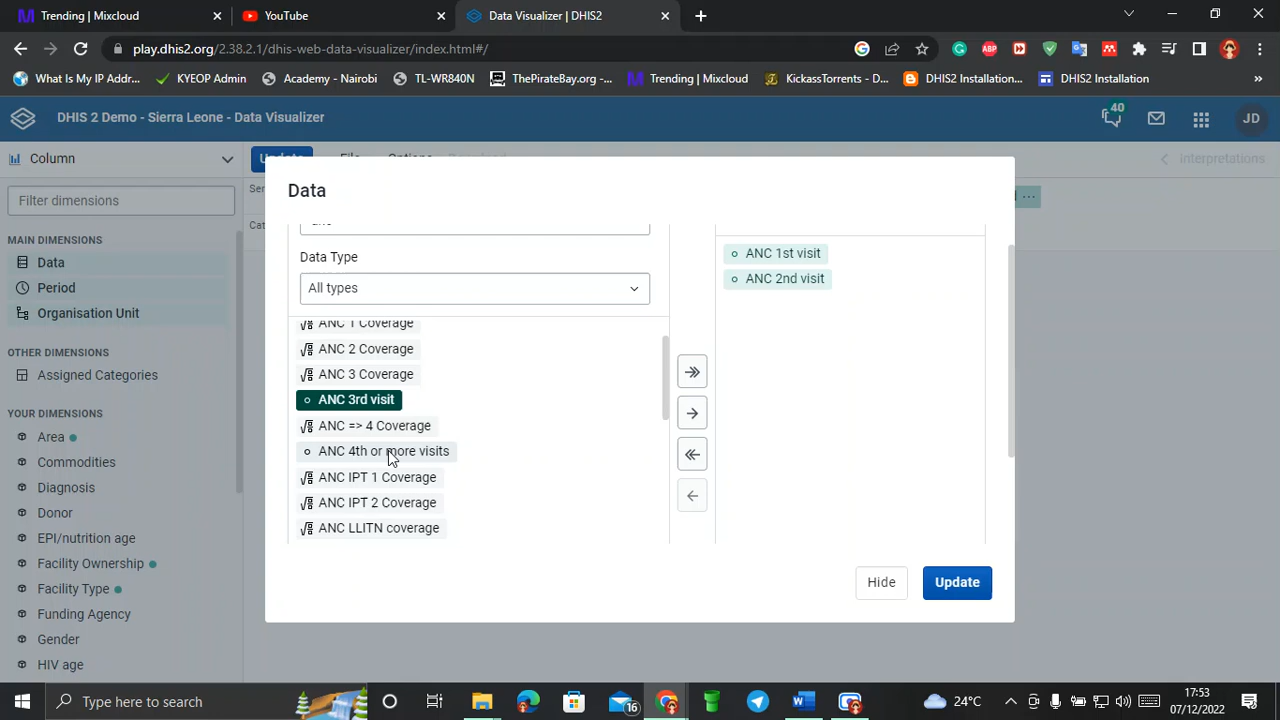 Trending | Mixcloud
YouTube
Data Visualizer | DHIS2
play.dhis2.org/2.38.2.1/dhis-web-data-visualizer/index.html#/
What Is My IP Addr...
KYEOP Admin
Academy - Nairobi
TL-WR840N
ThePirateBay.org -...
Trending | Mixcloud
KickassTorrents - D...
DHIS2 Installation...
DHIS2 Installation
DHIS 2 Demo - Sierra Leone - Data Visualizer
40
JD
Column
Update
File
Options
Download
Interpretations
Filter dimensions
MAIN DIMENSIONS
Data
Period
Organisation Unit
OTHER DIMENSIONS
Assigned Categories
YOUR DIMENSIONS
Area
Commodities
Diagnosis
Donor
EPI/nutrition age
Facility Ownership
Facility Type
Funding Agency
Gender
HIV age
Ser
Cat
Data
Data Type
All types
ANC 1 Coverage
ANC 2 Coverage
ANC 3 Coverage
ANC 3rd visit
ANC => 4 Coverage
ANC 4th or more visits
ANC IPT 1 Coverage
ANC IPT 2 Coverage
ANC LLITN coverage
ANC 1st visit
ANC 2nd visit
Hide
Update
Type here to search
16
24°C
17:53
07/12/2022